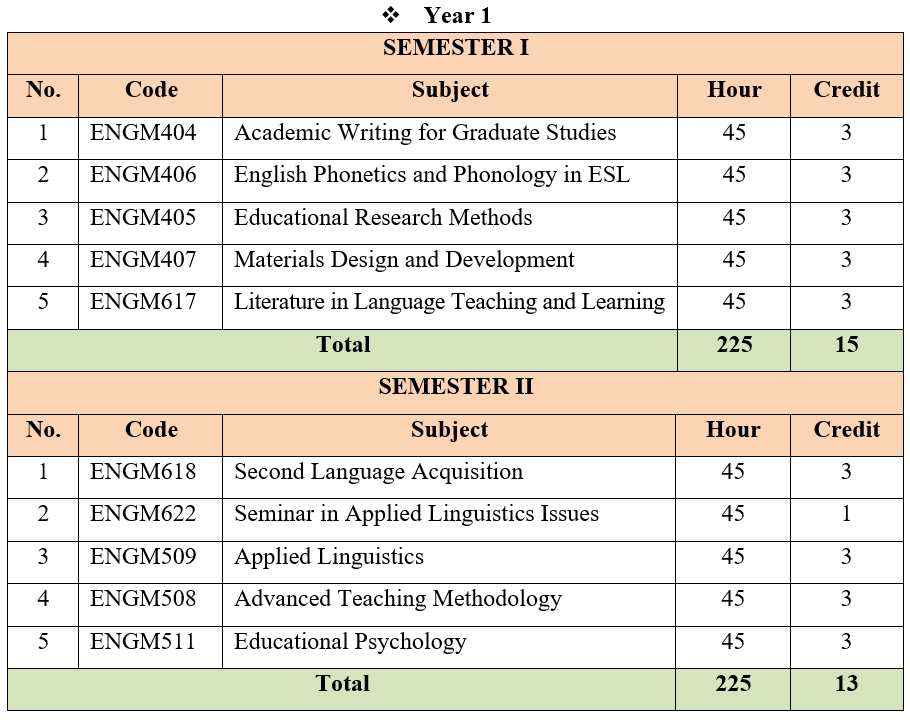 ❖ Year 1
SEMESTER I
No. Code Subject Hour Credit
1 ENGM404 Academic Writing for Graduate Studies 45 3
2 ENGM406 English Phonetics and Phonology in ESL 45 3
3 ENGM405 Educational Research Methods 45 3
4 ENGM407 Materials Design and Development 45 3
5 ENGM617 Literature in Language Teaching and Learning 45 3
Total 225 15
SEMESTER II
No. Code Subject Hour Credit
1 ENGM618 Second Language Acquisition 45 3
2 ENGM622 Seminar in Applied Linguistics Issues 45 1
3 ENGM509 Applied Linguistics 45 3
4 ENGM508 Advanced Teaching Methodology 45 3
5 ENGM511 Educational Psychology 45 3
Total 225 13